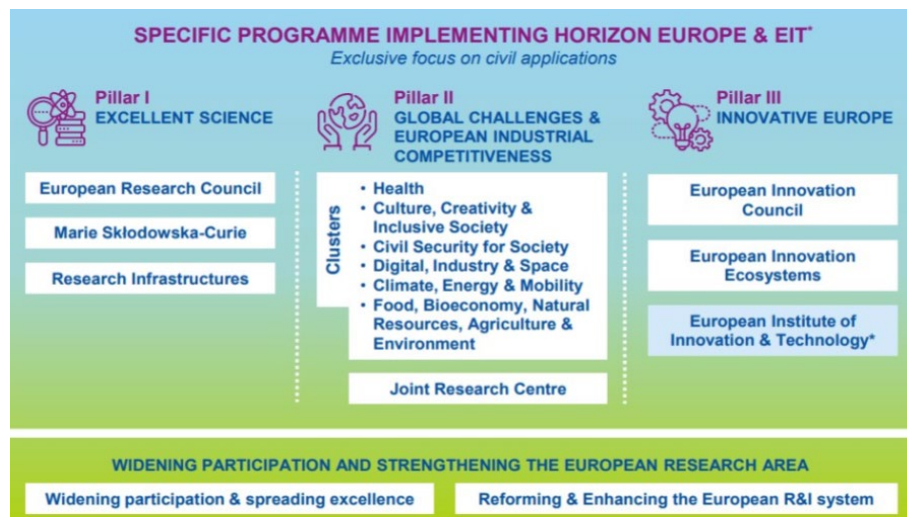 SPECIFIC PROGRAMME IMPLEMENTING HORIZON EUROPE & EIT*
Exclusive focus on civil applications
Pillar I
EXCELLENT SCIENCE
European Research Council
Marie Skłodowska-Curie
Research Infrastructures
Pillar II
GLOBAL CHALLENGES &
EUROPEAN INDUSTRIAL
COMPETITIVENESS
Clusters
• Health
• Culture, Creativity &
Inclusive Society
• Civil Security for Society
• Digital, Industry & Space
• Climate, Energy & Mobility
• Food, Bioeconomy, Natural
Resources, Agriculture &
Environment
Joint Research Centre
Pillar III
INNOVATIVE EUROPE
European Innovation
Council
European Innovation
Ecosystems
European Institute of
Innovation & Technology*
WIDENING PARTICIPATION AND STRENGTHENING THE EUROPEAN RESEARCH AREA
Widening participation & spreading excellence
Reforming & Enhancing the European R&I system